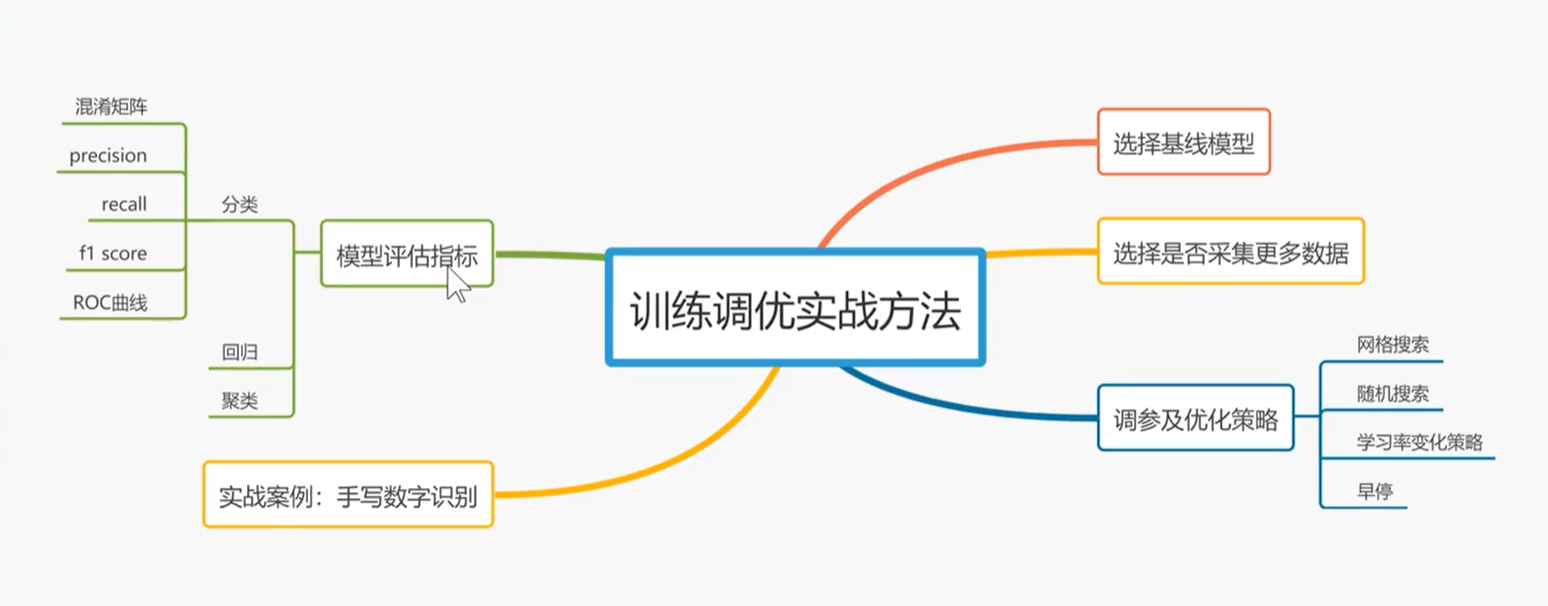 训练调优实战方法
选择基线模型
选择是否采集更多数据
调参及优化策略
网格搜索
随机搜索
学习率变化策略
早停
模型评估指标
分类
混淆矩阵
precision
recall
f1 score
ROC曲线
回归
聚类
实战案例：手写数字识别